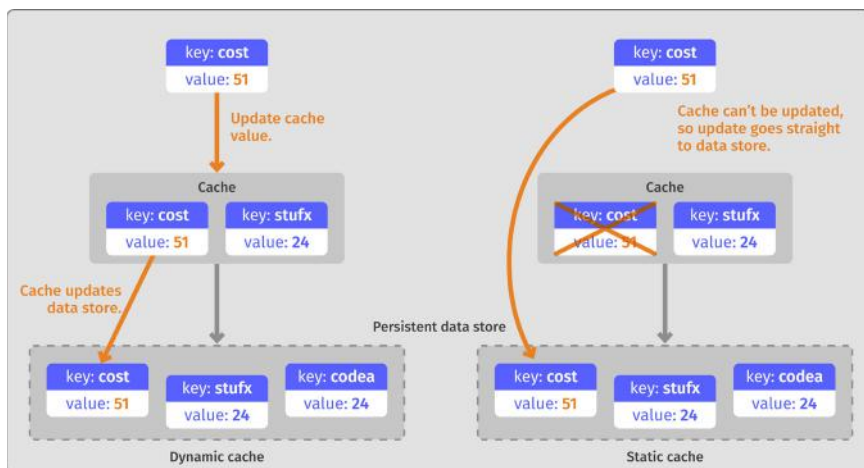 key: cost
value: 51
Update cache
value.
Cache
key: cost
value: 51
key: stufx
value: 24
Cache updates
data store.
key: cost
value: 51
key: stufx
value: 24
key: codea
value: 24
Dynamic cache
Persistent data store
key: cost
value: 51
Cache can't be updated,
so update goes straight
to data store.
Cache
key: cost
value: 51
key: stufx
value: 24
key: cost
value: 51
key: stufx
value: 24
key: codea
value: 24
Static cache